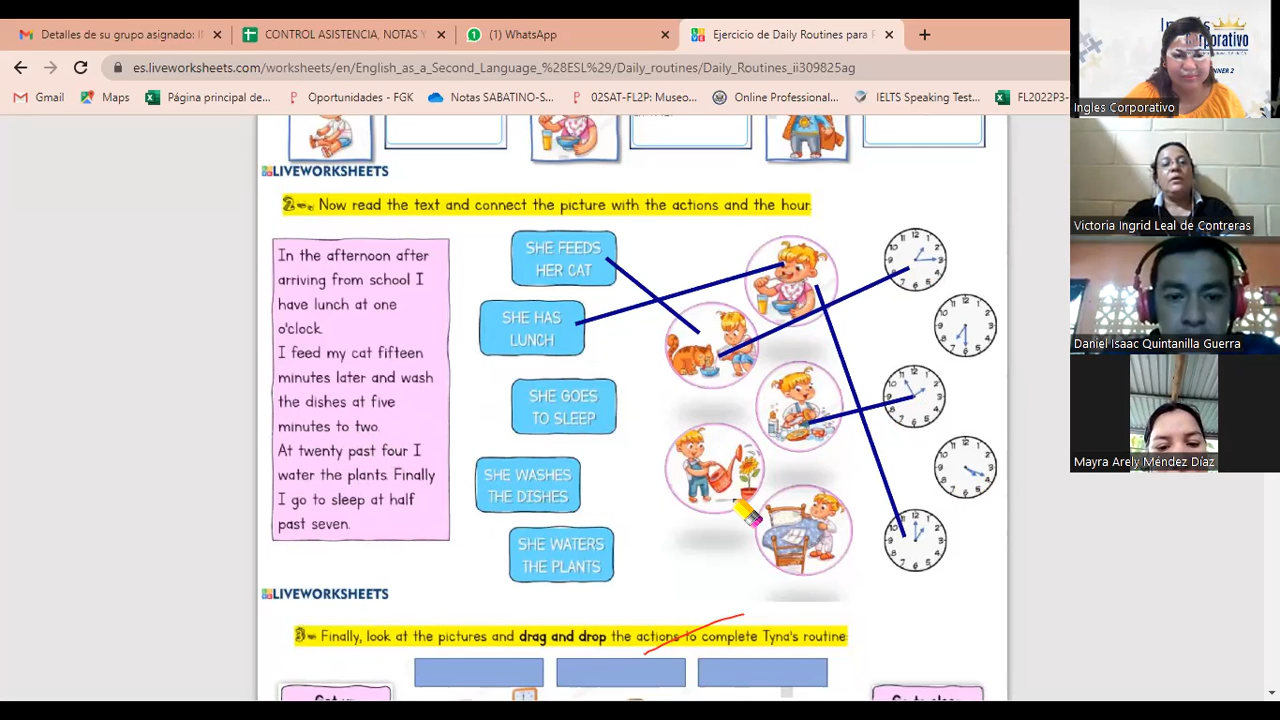 Detalles de su grupo asignado: I
CONTROL ASISTENCIA, NOTAS Y
(1) WhatsApp
Ejercicio de Daily Routines para F
es.liveworksheets.com/worksheets/en/English_as_a_Second_Language_%28ESL%29/Daily_routines/Daily_Routines_ii309825ag
Gmail
Maps
Página principal de...
Oportunidades - FGK
Notas SABATINO-S...
02SAT-FL2P: Museo...
Online Professional...
IELTS Speaking Test...
FL2022P3-
LIVEWORKSHEETS
2.- Now read the text and connect the picture with the actions and the hour.
In the afternoon after
arriving from school I
have lunch at one
o'clock.
I feed my cat fifteen
minutes later and wash
the dishes at five
minutes to two.
At twenty past four I
water the plants. Finally
I go to sleep at half
past seven.
SHE FEEDS
HER CAT
SHE HAS
LUNCH
SHE GOES
TO SLEEP
SHE WASHES
THE DISHES
SHE WATERS
THE PLANTS
LIVEWORKSHEETS
3.- Finally, look at the pictures and drag and drop the actions to complete Tyna's routine:
Ingles Corporativo
Victoria Ingrid Leal de Contreras
Daniel Isaac Quintanilla Guerra
Mayra Arely Méndez Díaz